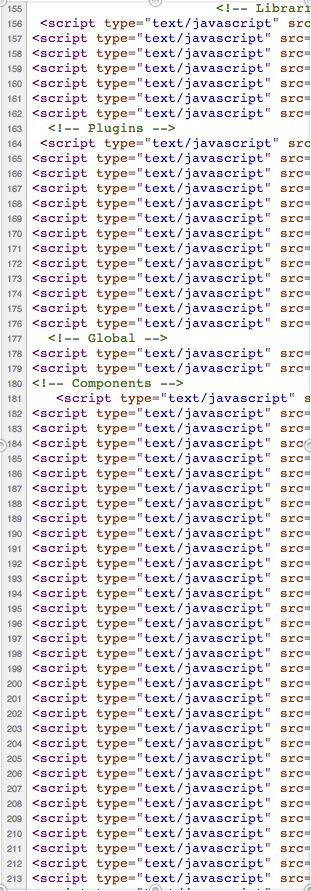 155 <!-- Librari
156 <script type="text/javascript" src
157 <script type="text/javascript" src=
158 <script type="text/javascript" src=
159 <script type="text/javascript" src=
160 <script type="text/javascript" src=
161 <script type="text/javascript" src=
162 <script type="text/javascript" src=
163 <!-- Plugins -->
164 <script type="text/javascript" src
165 <script type="text/javascript" src=
166 <script type="text/javascript" src=
167 <script type="text/javascript" src=
168 <script type="text/javascript" src=
169 <script type="text/javascript" src=
170 <script type="text/javascript" src=
171 <script type="text/javascript" src=
172 <script type="text/javascript" src=
173 <script type="text/javascript" src=
174 <script type="text/javascript" src=
175 <script type="text/javascript" src=
176 <script type="text/javascript" src=
177 <!-- Global -->
178 <script type="text/javascript" src=
179 <script type="text/javascript" src=
180 <!-- Components -->
181 <script type="text/javascript" s
182 <script type="text/javascript" src=
183 <script type="text/javascript" src=
184 <script type="text/javascript" src=
185 <script type="text/javascript" src=
186 <script type="text/javascript" src=
187 <script type="text/javascript" src=
188 <script type="text/javascript" src=
189 <script type="text/javascript" src=
190 <script type="text/javascript" src=
191 <script type="text/javascript" src=
192 <script type="text/javascript" src=
193 <script type="text/javascript" src=
194 <script type="text/javascript" src=
195 <script type="text/javascript" src=
196 <script type="text/javascript" src=
197 <script type="text/javascript" src=
198 <script type="text/javascript" src=
199 <script type="text/javascript" src=
200 <script type="text/javascript" src=
201 <script type="text/javascript" src=
202 <script type="text/javascript" src=
203 <script type="text/javascript" src=
204 <script type="text/javascript" src=
205 <script type="text/javascript" src=
206 <script type="text/javascript" src=
207 <script type="text/javascript" src=
208 <script type="text/javascript" src=
209 <script type="text/javascript" src=
210 <script type="text/javascript" src=
211 <script type="text/javascript" src=
212 <script type="text/javascript" src=
213 <script type="text/javascript" src=